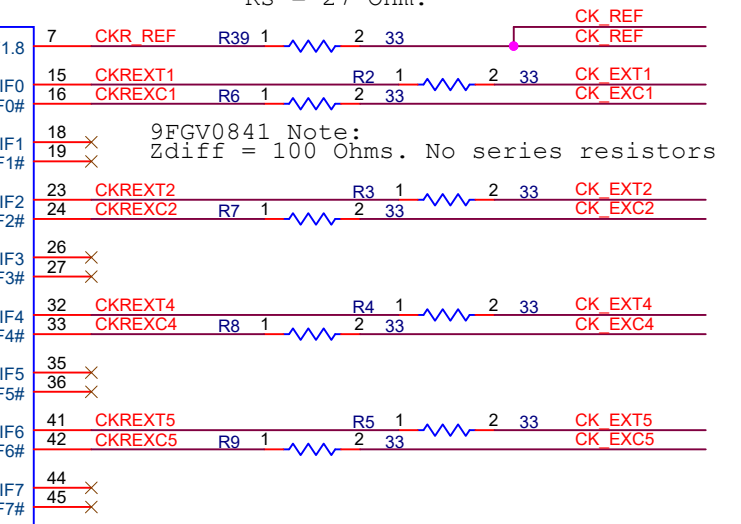 Rs = 27 Ohm.
CK_REF
1.8 7 CKR_REF R39 1 2 33 CK_REF
IF0 15 CKREXT1 R2 1 2 33 CK_EXT1
F0# 16 CKREXC1 R6 1 2 33 CK_EXC1
IF1 18
F1# 19
9FGV0841 Note:
Zdiff = 100 Ohms. No series resistors
IF2 23 CKREXT2 R3 1 2 33 CK_EXT2
F2# 24 CKREXC2 R7 1 2 33 CK_EXC2
IF3 26
F3# 27
IF4 32 CKREXT4 R4 1 2 33 CK_EXT4
F4# 33 CKREXC4 R8 1 2 33 CK_EXC4
IF5 35
F5# 36
IF6 41 CKREXT5 R5 1 2 33 CK_EXT5
F6# 42 CKREXC5 R9 1 2 33 CK_EXC5
IF7 44
F7# 45